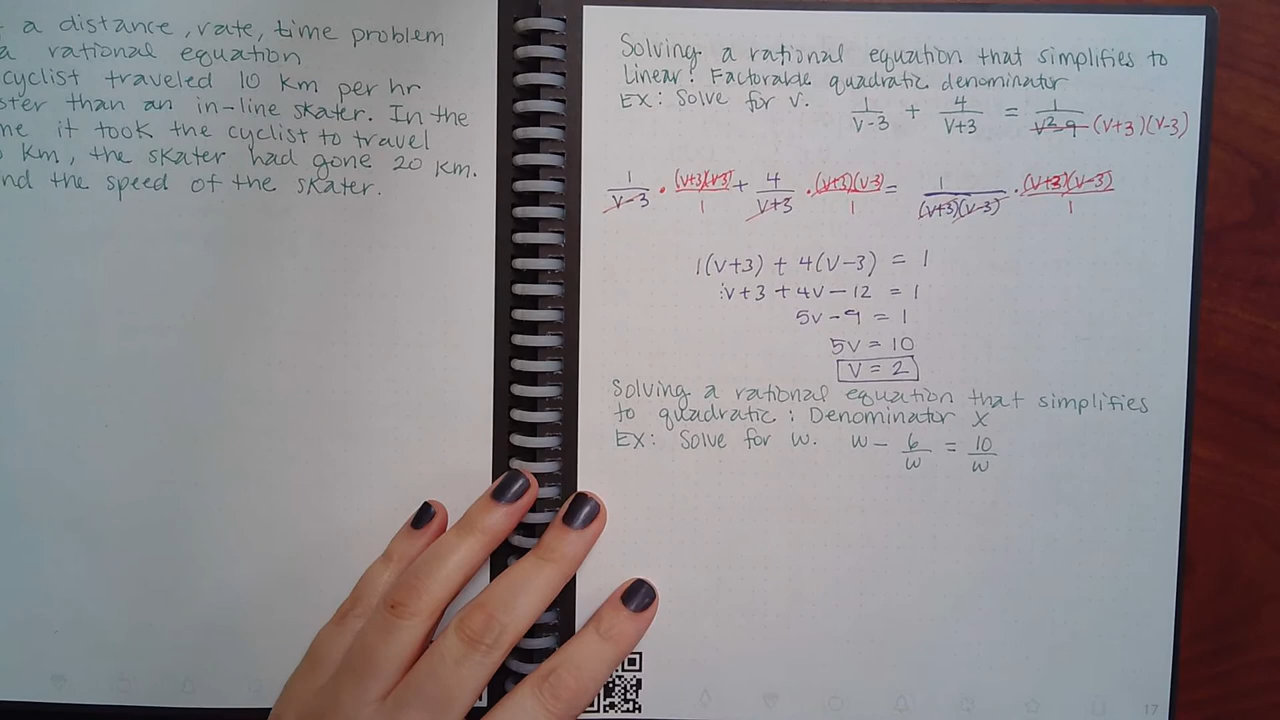 a distance, rate, time problem
a rational equation
cyclist traveled 10 km per hr
ster than an in-line skater. In the
me it took the cyclist to travel
km, the skater had gone 20 km.
nd the speed of the skater.
Solving a rational equation that simplifies to
Linear: Factorable quadratic denominator
EX: Solve for v. 1/(v-3) + 4/(v+3) = 1/(v²-9) (v+3)(v-3)
1/(v-3) · (v+3)(v-3)/1 + 4/(v+3) · (v+3)(v-3)/1 = 1/((v+3)(v-3)) · (v+3)(v-3)/1
1(v+3) + 4(v-3) = 1
v+3 +4v-12 = 1
5v-9 = 1
5v = 10
v = 2
Solving a rational equation that simplifies
to quadratic: Denominator x
EX: Solve for w. w - 6/w = 10/w
17